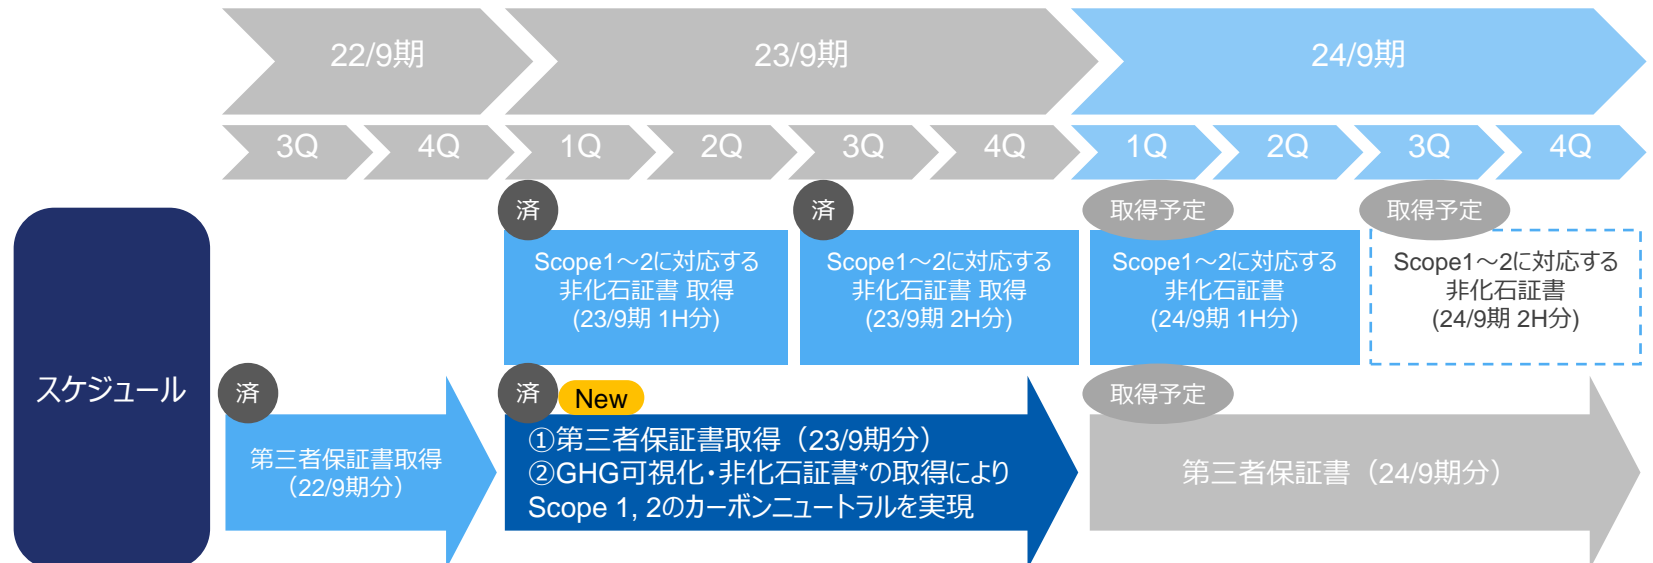 22/9期
23/9期
24/9期
3Q
4Q
1Q
2Q
3Q
4Q
1Q
2Q
3Q
4Q
スケジュール
済
Scope1～2に対応する
非化石証書 取得
(23/9期 1H分)
済
Scope1～2に対応する
非化石証書 取得
(23/9期 2H分)
取得予定
Scope1～2に対応する
非化石証書
(24/9期 1H分)
取得予定
Scope1～2に対応する
非化石証書
(24/9期 2H分)
済
第三者保証書取得
（22/9期分）
済
New
①第三者保証書取得（23/9期分）
②GHG可視化・非化石証書*の取得により
Scope 1, 2のカーボンニュートラルを実現
取得予定
第三者保証書（24/9期分）